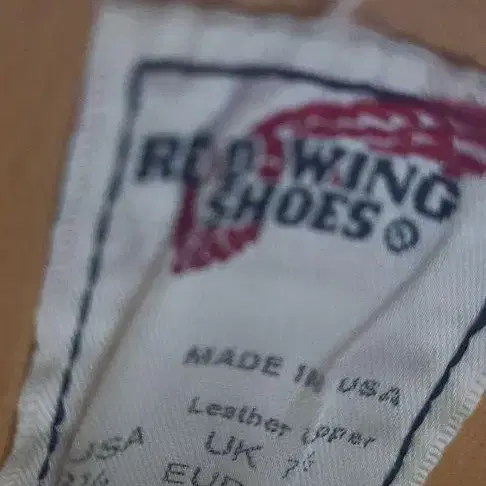 RED WING
SHOES ®
MADE IN USA
Leather upper
USA UK 7½
EUR